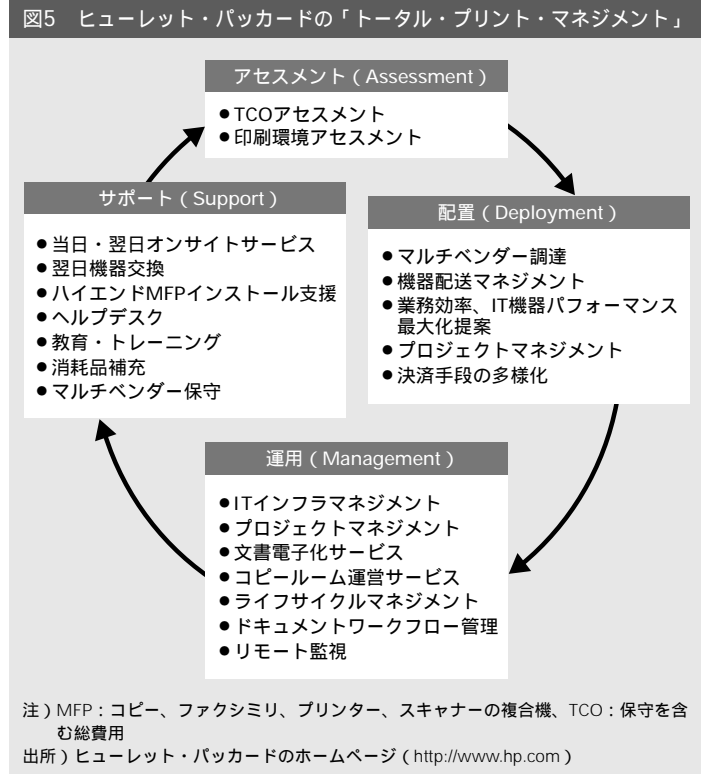 図5 ヒューレット・パッカードの「トータル・プリント・マネジメント」
アセスメント（Assessment）
●TCOアセスメント
●印刷環境アセスメント
サポート（Support）
●当日・翌日オンサイトサービス
●翌日機器交換
●ハイエンドMFPインストール支援
●ヘルプデスク
●教育・トレーニング
●消耗品補充
●マルチベンダー保守
配置（Deployment）
●マルチベンダー調達
●機器配送マネジメント
●業務効率、IT機器パフォーマンス
最大化提案
●プロジェクトマネジメント
●決済手段の多様化
運用（Management）
●ITインフラマネジメント
●プロジェクトマネジメント
●文書電子化サービス
●コピールーム運営サービス
●ライフサイクルマネジメント
●ドキュメントワークフロー管理
●リモート監視
注）MFP：コピー、ファクシミリ、プリンター、スキャナーの複合機、TCO：保守を含
む総費用
出所）ヒューレット・パッカードのホームページ（http://www.hp.com）